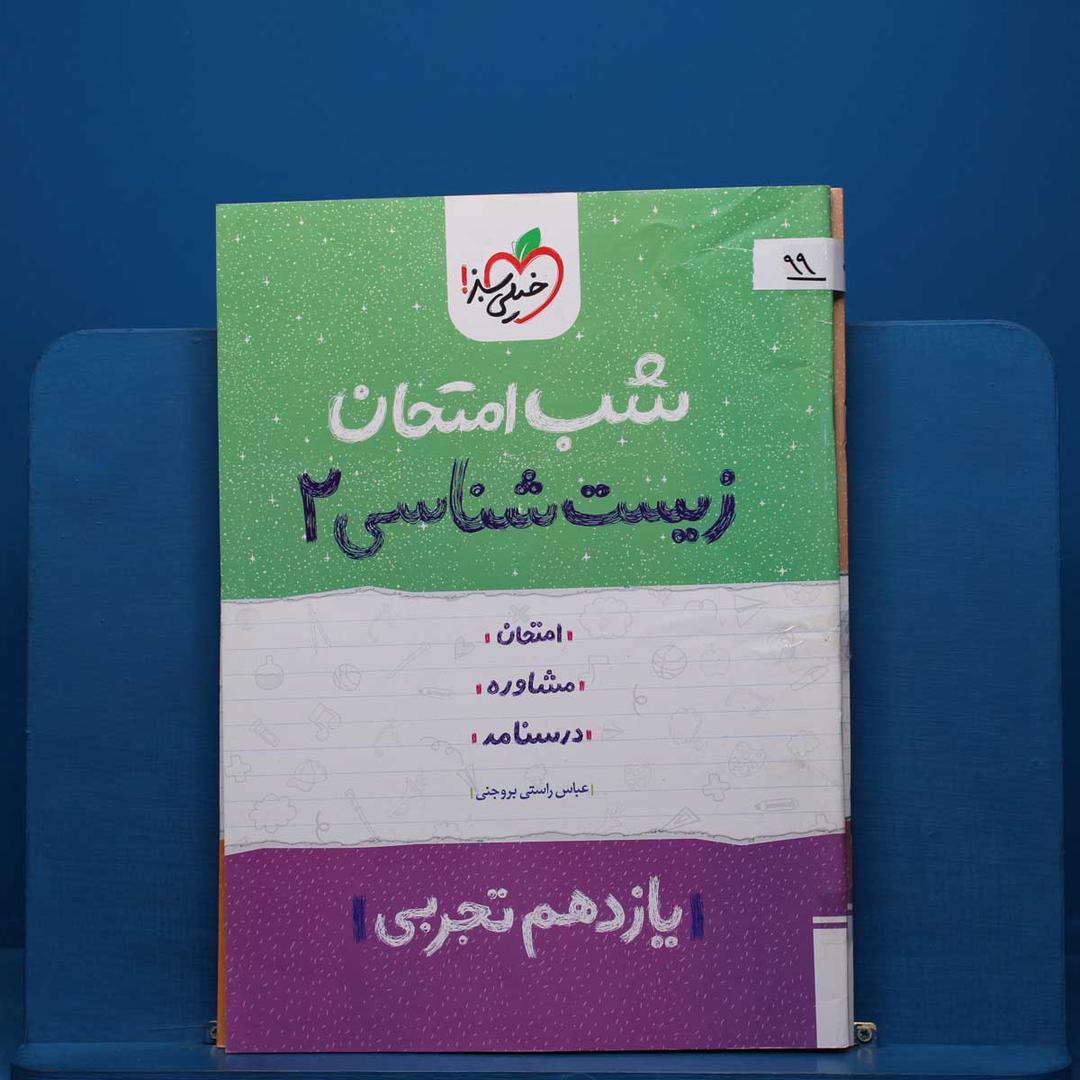 خیلی سبز!
۹۹
شب امتحان
زیست شناسی ۲
امتحان
مشاوره
درسنامه
عباس راستی بروجنی
یازدهم تجربی